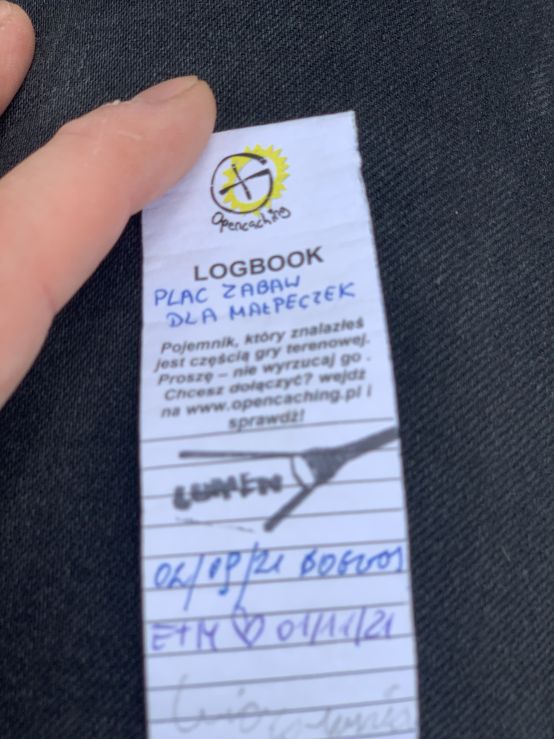 Opencaching
LOGBOOK
PLAC ZABAW
DLA MAŁPECZEK
Pojemnik, który znalazłeś
jest częścią gry terenowej.
Proszę – nie wyrzucaj go .
Chcesz dołączyć? wejdź
na www.opencaching.pl i
sprawdź!
LUMEN
E+M ♡ 01/11/21